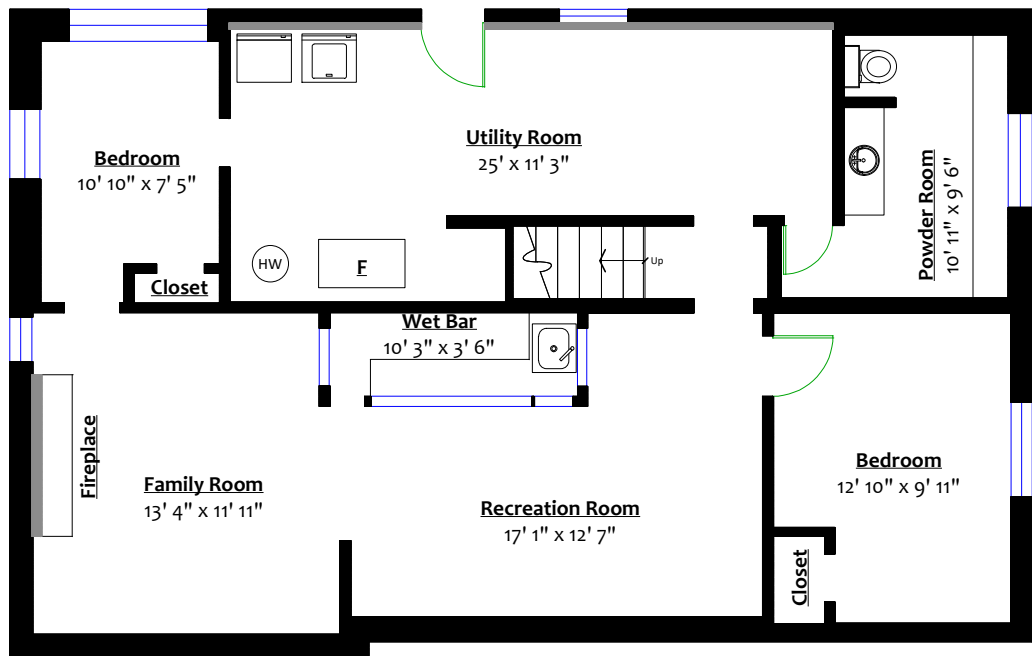 Utility Room
25' x 11' 3"
Bedroom
10' 10" x 7' 5"
Powder Room
10' 11" x 9' 6"
HW
F
Up
Closet
Wet Bar
10' 3" x 3' 6"
Fireplace
Family Room
13' 4" x 11' 11"
Recreation Room
17' 1" x 12' 7"
Bedroom
12' 10" x 9' 11"
Closet